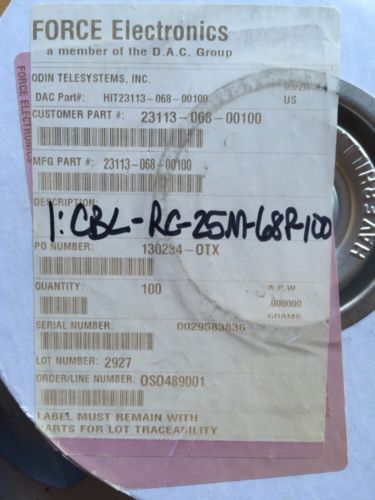 FORCE Electronics
a member of the D.A.C. Group
FORCE ELECTRONICS
ODIN TELESYSTEMS, INC.
DAC Part#: HIT23113-068-00100 US
CUSTOMER PART #: 23113-068-00100
MFG PART #: 23113-068-00100
DESCRIPTION:
1:CBL-RG-25M-68P-100
PO NUMBER: 130234-OTX
QUANTITY: 100 A.P.W.
.000000
GRAMS
SERIAL NUMBER: 0029583836
LOT NUMBER: 2927
ORDER/LINE NUMBER: OSO489001
LABEL MUST REMAIN WITH
PARTS FOR LOT TRACEABILITY